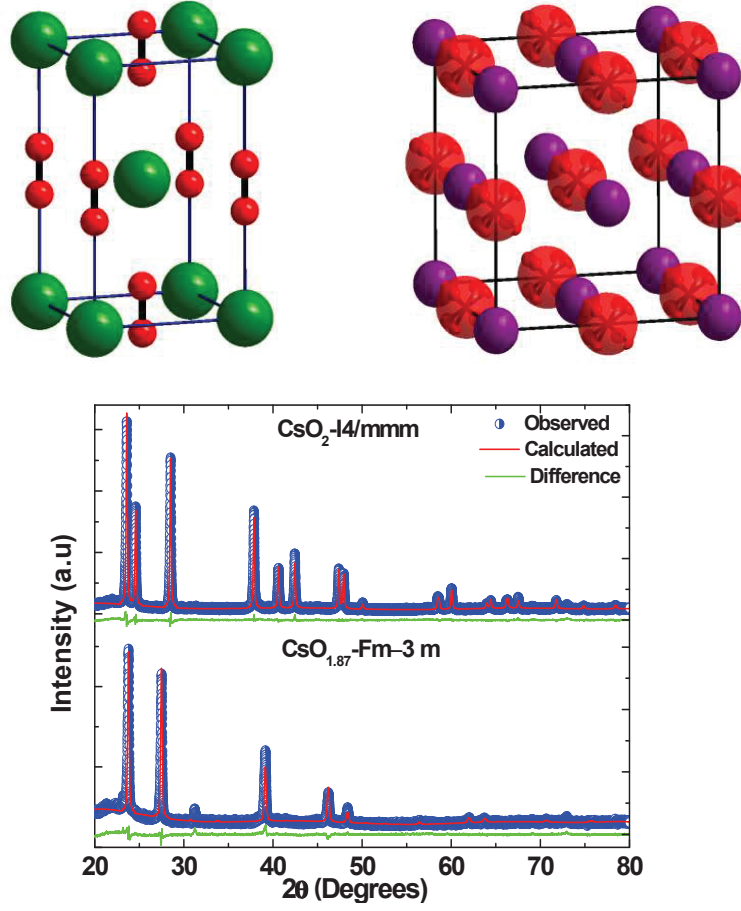 CsO₂-I4/mmm
Observed
Calculated
Difference
CsO₁.₈₇-Fm–3 m
Intensity (a.u)
20 30 40 50 60 70 80
2θ (Degrees)